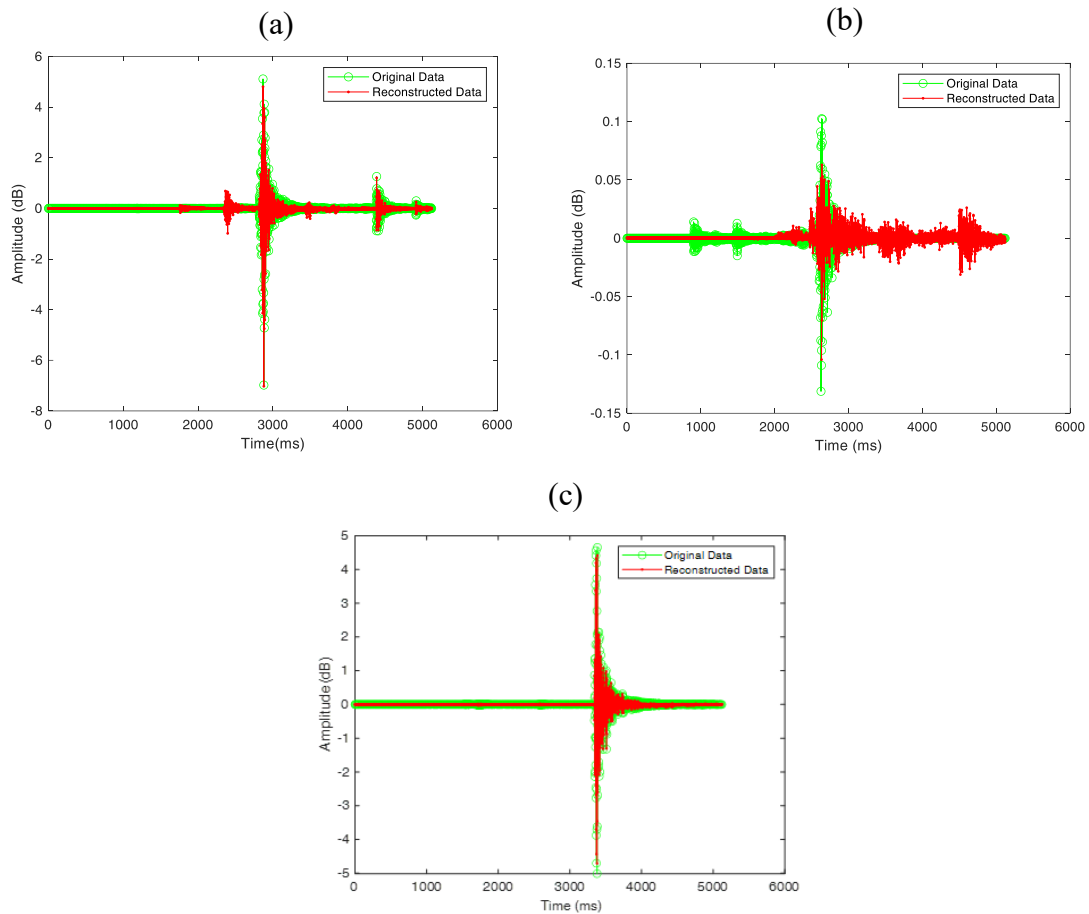 (a)
6
4
2
0
-2
-4
-6
-8
Amplitude (dB)
0 1000 2000 3000 4000 5000 6000
Time(ms)
Original Data
Reconstructed Data
(b)
0.15
0.1
0.05
0
-0.05
-0.1
-0.15
Amplitude (dB)
0 1000 2000 3000 4000 5000 6000
Time (ms)
Original Data
Reconstructed Data
(c)
5
4
3
2
1
0
-1
-2
-3
-4
-5
Amplitude (dB)
0 1000 2000 3000 4000 5000 6000
Time (ms)
Original Data
Reconstructed Data